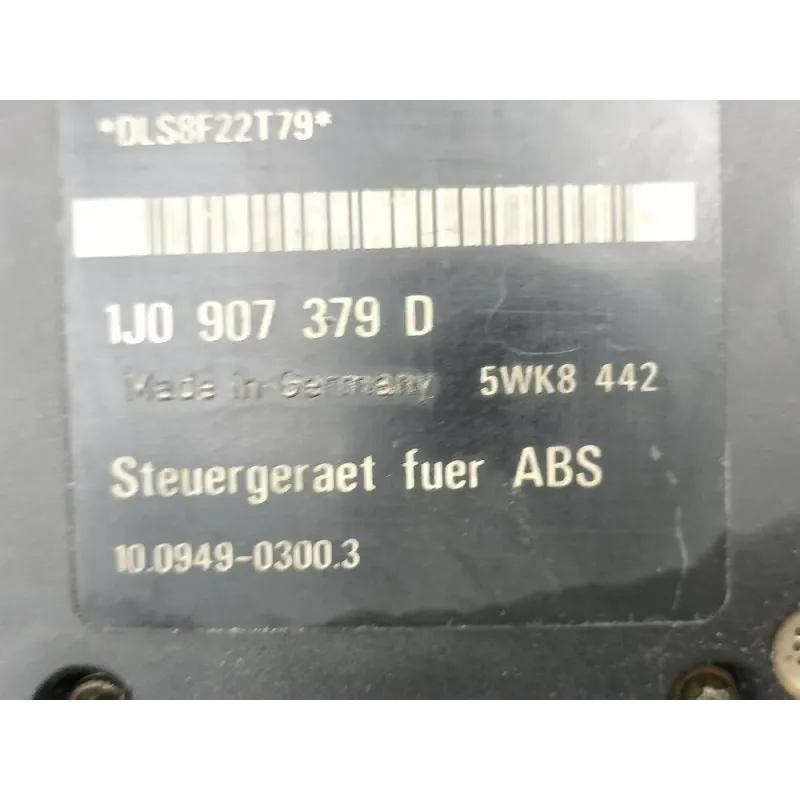 *DLS8F22T79*
1J0 907 379 D
Made in Germany 5WK8 442
Steuergeraet fuer ABS
10.0949-0300.3